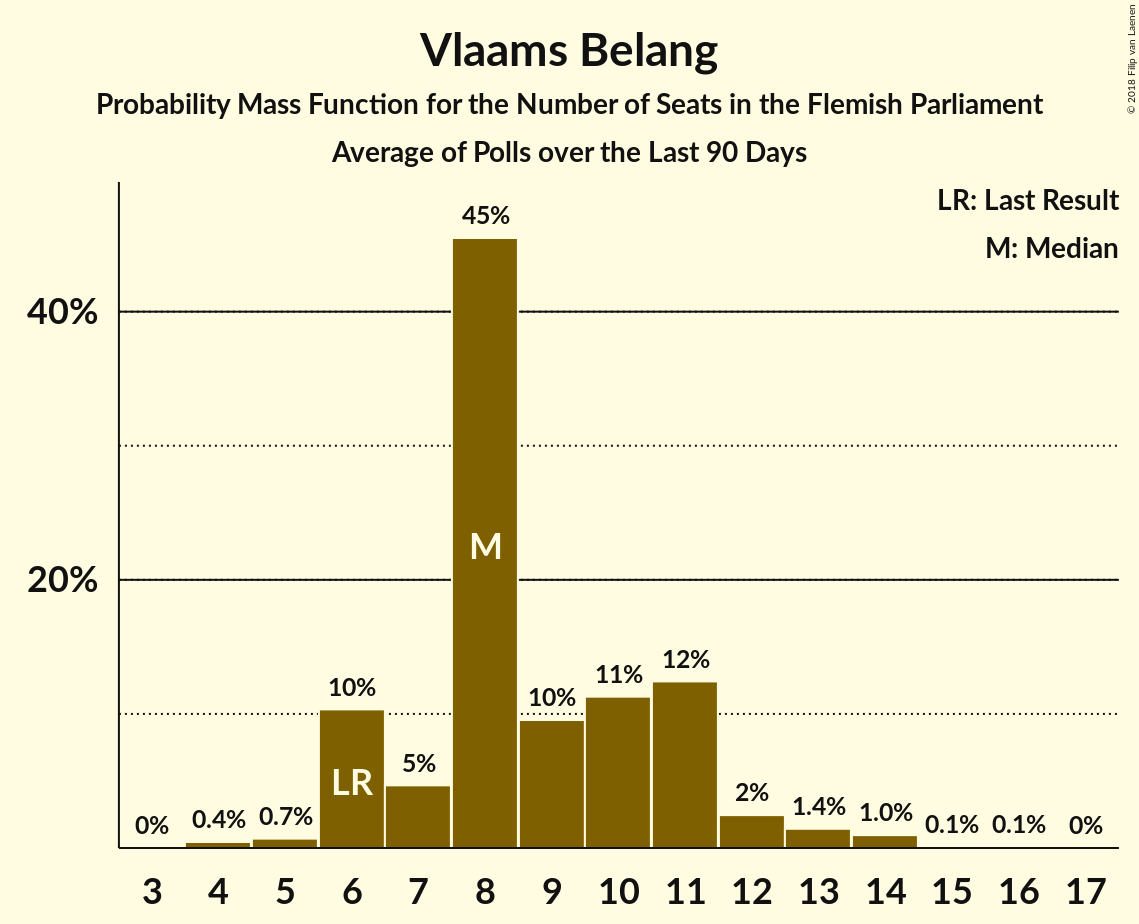 Vlaams Belang
Probability Mass Function for the Number of Seats in the Flemish Parliament
Average of Polls over the Last 90 Days
© 2018 Filip van Laenen
LR: Last Result
M: Median
45%
40%
M
20%
12%
11%
10%
10%
LR
5%
2%
1.4%
1.0%
0.7%
0.4%
0%
0.1%
0.1%
0%
3 4 5 6 7 8 9 10 11 12 13 14 15 16 17